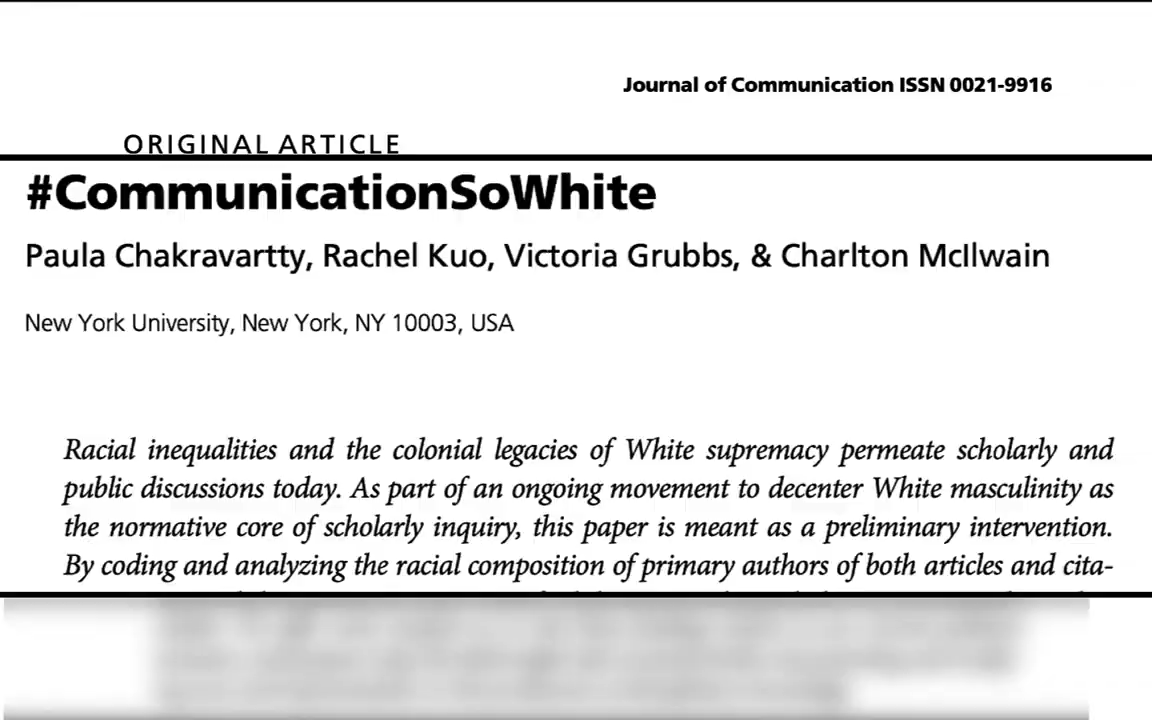 Journal of Communication ISSN 0021-9916
ORIGINAL ARTICLE
#CommunicationSoWhite
Paula Chakravartty, Rachel Kuo, Victoria Grubbs, & Charlton McIlwain
New York University, New York, NY 10003, USA
Racial inequalities and the colonial legacies of White supremacy permeate scholarly and
public discussions today. As part of an ongoing movement to decenter White masculinity as
the normative core of scholarly inquiry, this paper is meant as a preliminary intervention.
By coding and analyzing the racial composition of primary authors of both articles and cita-